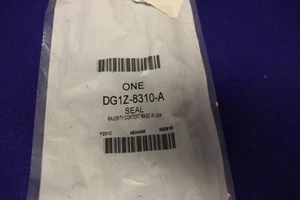 ONE
DG1Z-8310-A
SEAL
MAJORITY CONTENT MADE IN USA